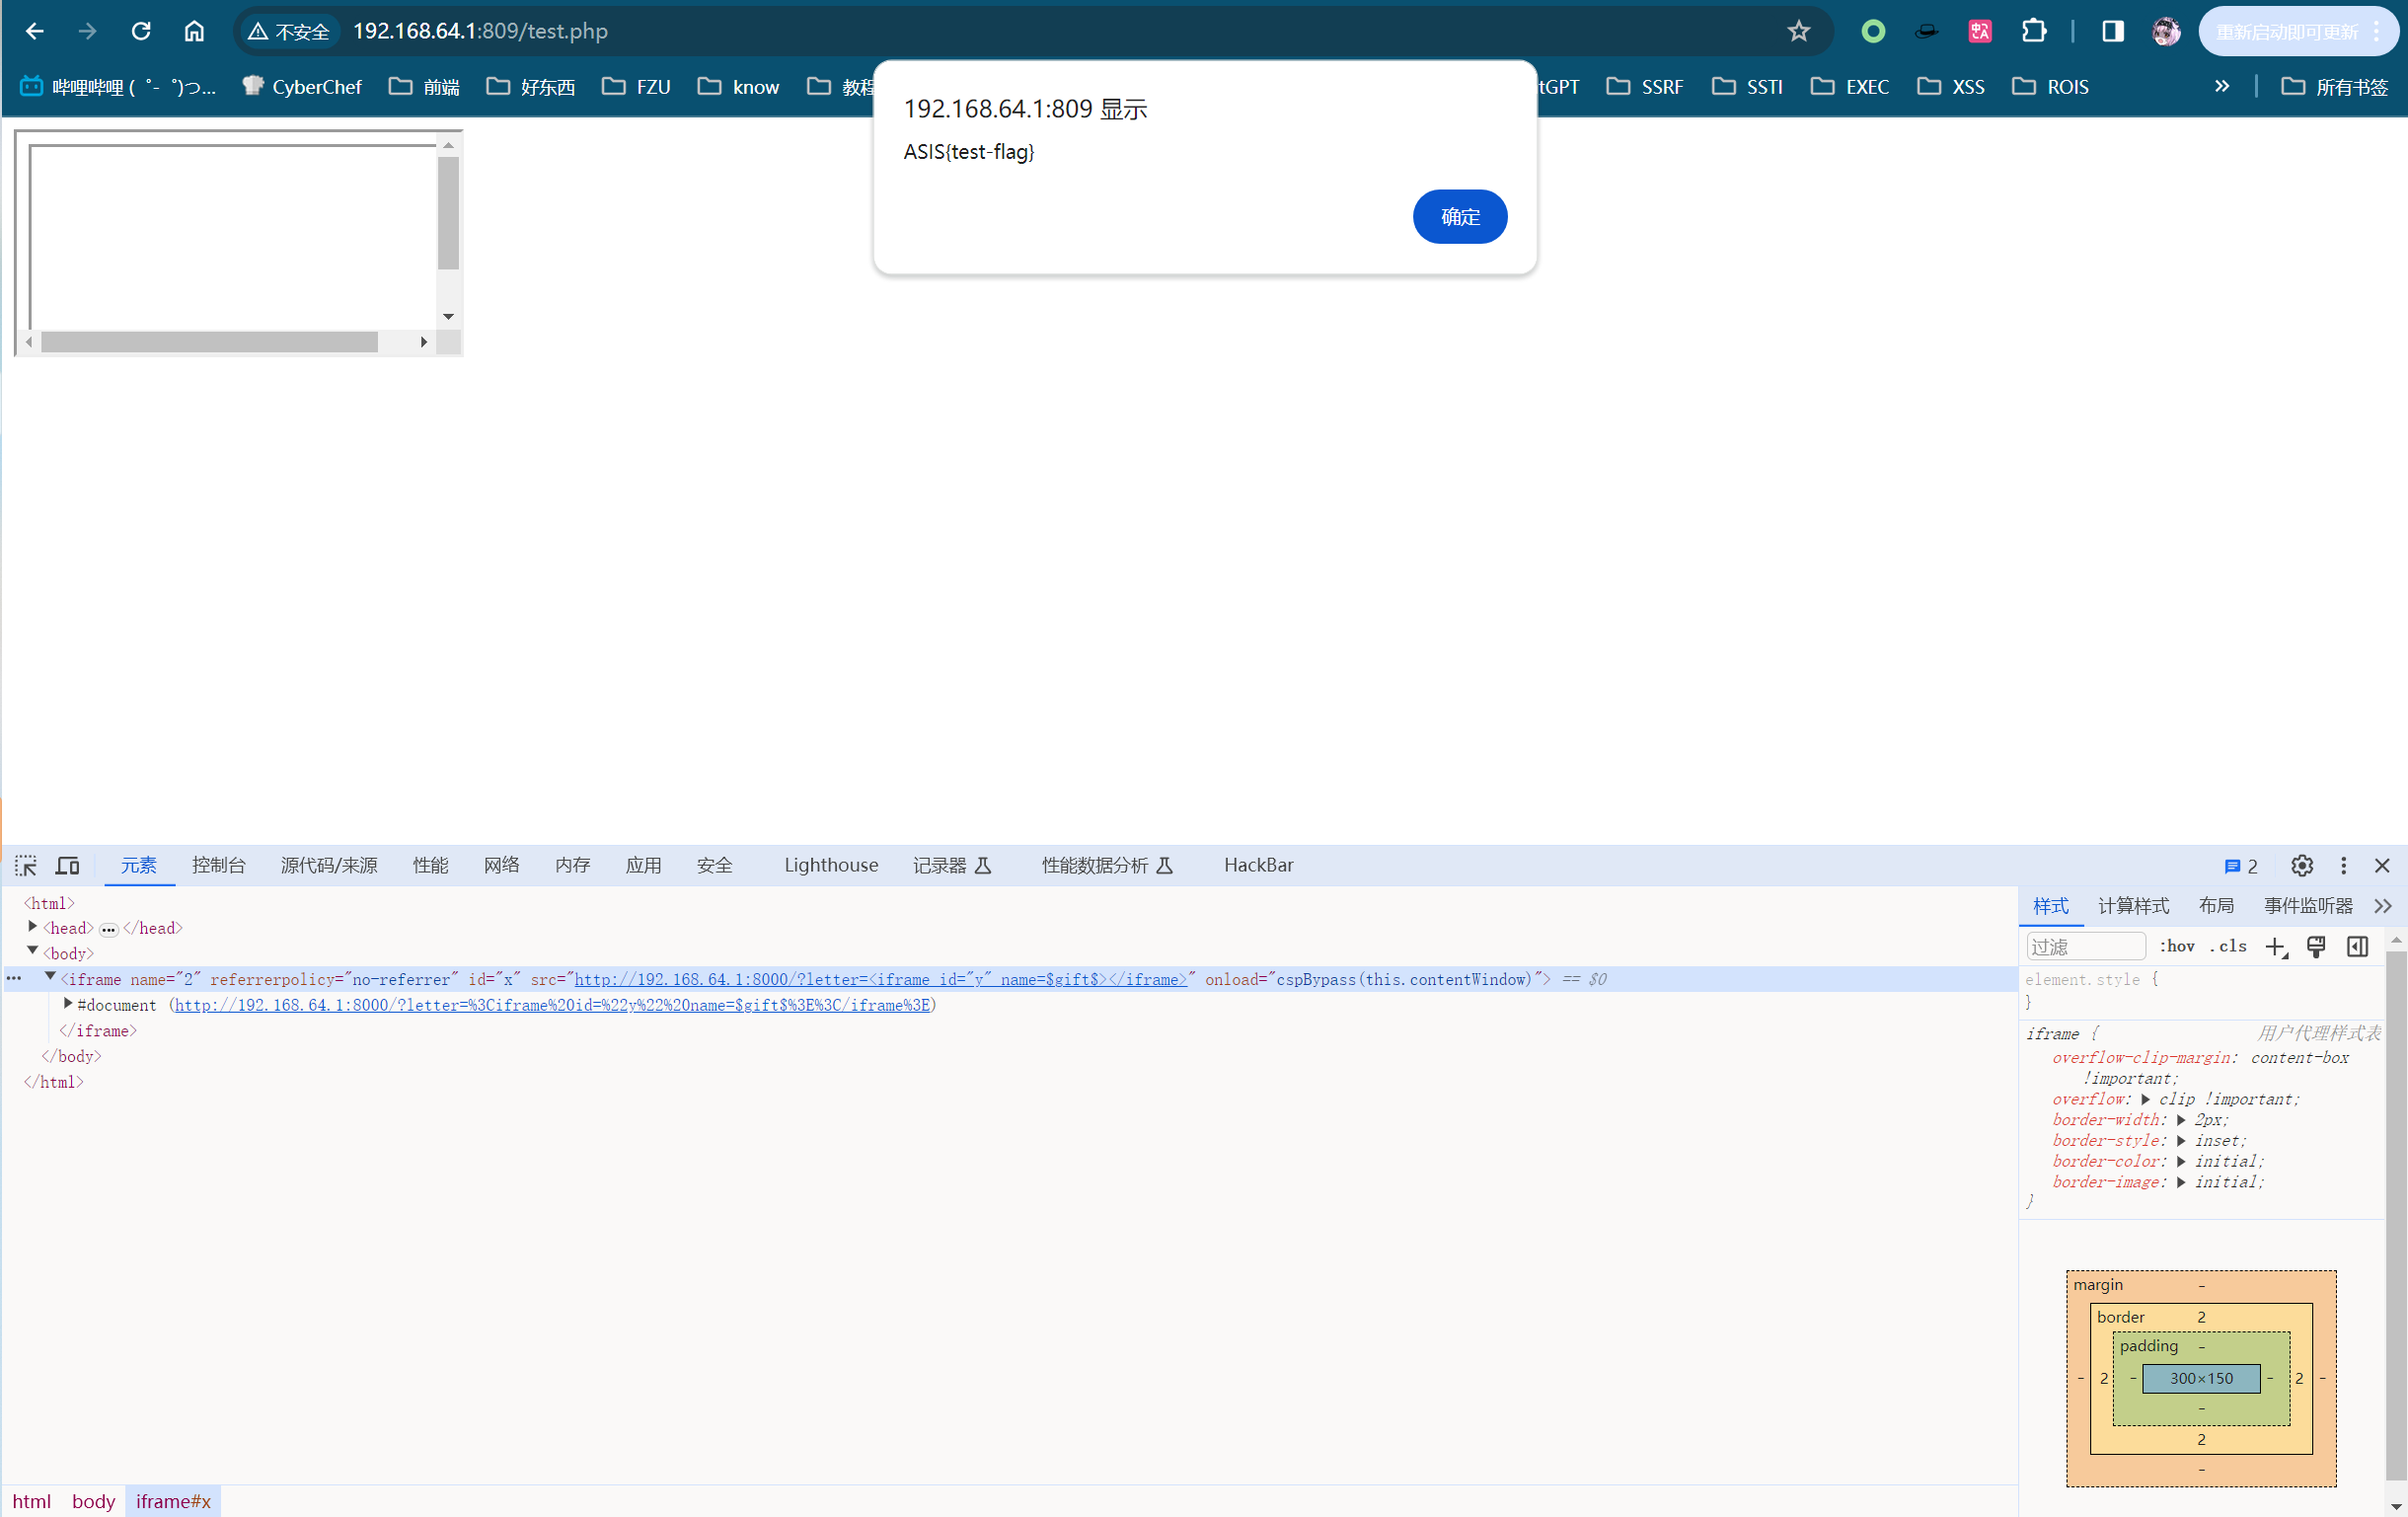 不安全 192.168.64.1:809/test.php 重新启动即可更新
哔哩哔哩 (゜-゜)つ... CyberChef 前端 好东西 FZU know 教程 tGPT SSRF SSTI EXEC XSS ROIS 所有书签
192.168.64.1:809 显示
ASIS{test-flag}
确定
元素 控制台 源代码/来源 性能 网络 内存 应用 安全 Lighthouse 记录器 性能数据分析 HackBar 2
<html>
<head> ••• </head>
<body>
••• <iframe name="2" referrerpolicy="no-referrer" id="x" src="http://192.168.64.1:8000/?letter=<iframe id="y" name=$gift$></iframe>" onload="cspBypass(this.contentWindow)"> == $0
#document (http://192.168.64.1:8000/?letter=%3Ciframe%20id=%22y%22%20name=$gift$%3E%3C/iframe%3E)
</iframe>
</body>
</html>
html body iframe#x
样式 计算样式 布局 事件监听器
过滤 :hov .cls
element.style {
}
iframe { 用户代理样式表
overflow-clip-margin: content-box
!important;
overflow: clip !important;
border-width: 2px;
border-style: inset;
border-color: initial;
border-image: initial;
}
margin -
border 2
padding -
- 2 - 300×150 - 2 -
-
2
-